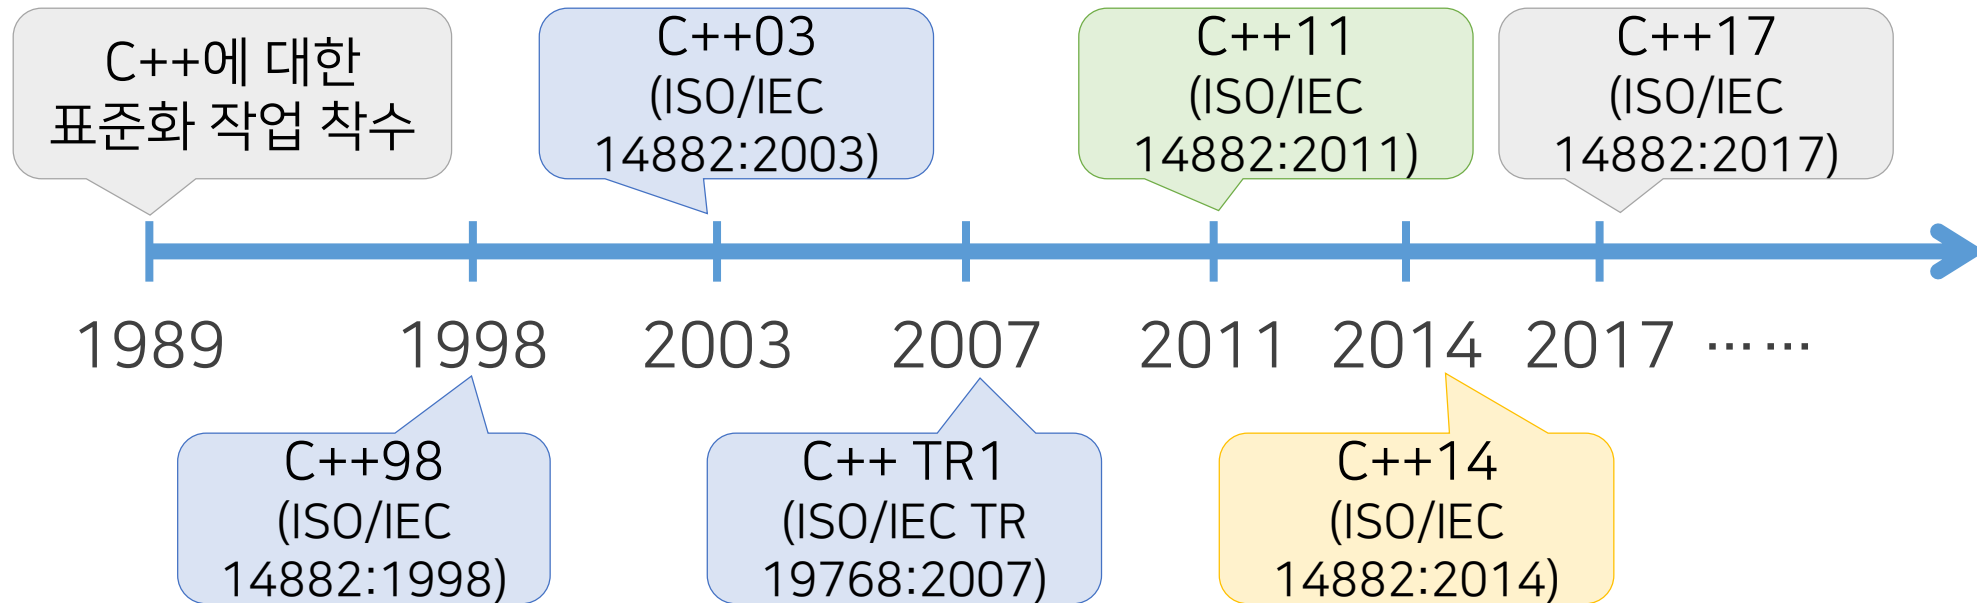 C++에 대한
표준화 작업 착수
C++03
(ISO/IEC
14882:2003)
C++11
(ISO/IEC
14882:2011)
C++17
(ISO/IEC
14882:2017)
1989 1998 2003 2007 2011 2014 2017 ……
C++98
(ISO/IEC
14882:1998)
C++ TR1
(ISO/IEC TR
19768:2007)
C++14
(ISO/IEC
14882:2014)